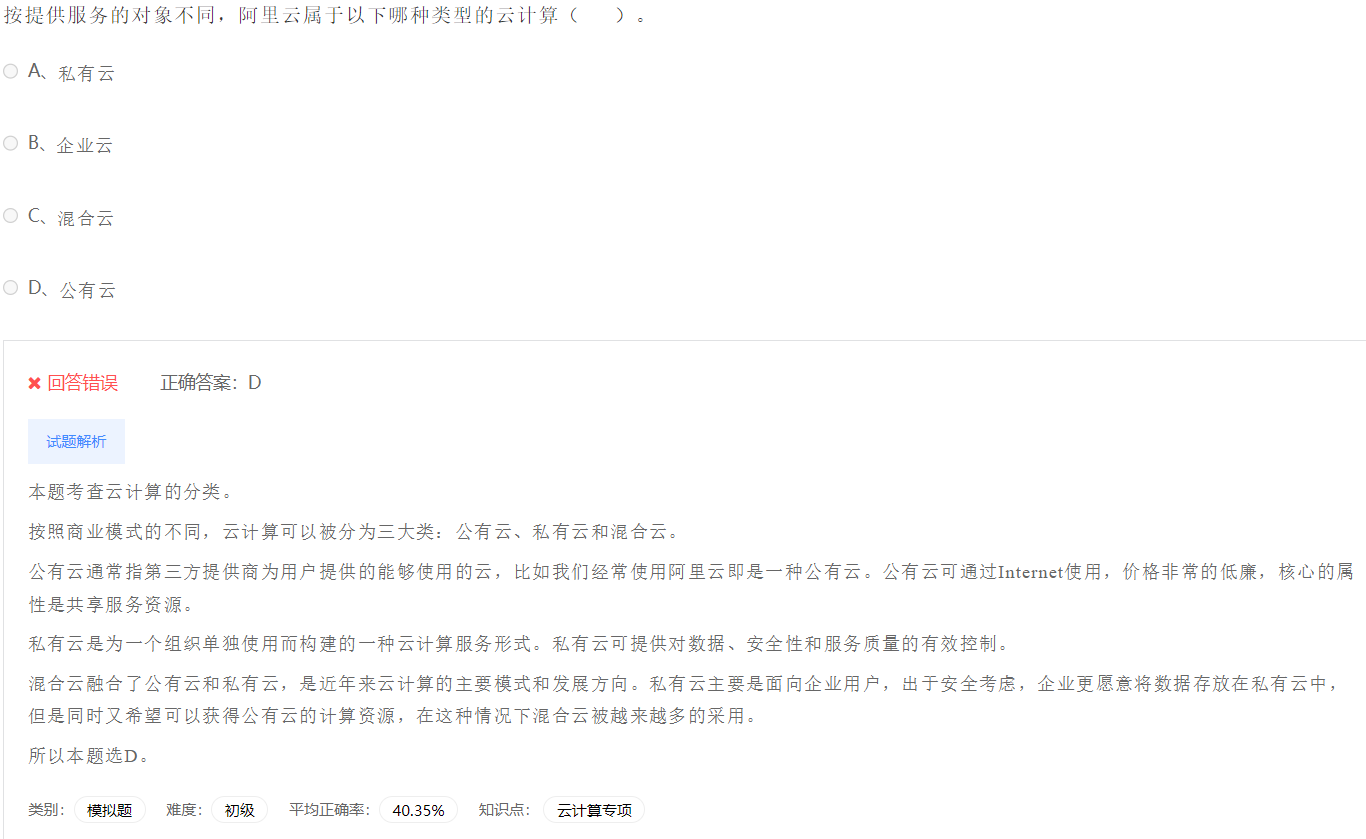 按提供服务的对象不同，阿里云属于以下哪种类型的云计算（　　）。
A、私有云
B、企业云
C、混合云
D、公有云
回答错误　正确答案：D
试题解析
本题考查云计算的分类。
按照商业模式的不同，云计算可以被分为三大类：公有云、私有云和混合云。
公有云通常指第三方提供商为用户提供的能够使用的云，比如我们经常使用阿里云即是一种公有云。公有云可通过Internet使用，价格非常的低廉，核心的属
性是共享服务资源。
私有云是为一个组织单独使用而构建的一种云计算服务形式。私有云可提供对数据、安全性和服务质量的有效控制。
混合云融合了公有云和私有云，是近年来云计算的主要模式和发展方向。私有云主要是面向企业用户，出于安全考虑，企业更愿意将数据存放在私有云中，
但是同时又希望可以获得公有云的计算资源，在这种情况下混合云被越来越多的采用。
所以本题选D。
类别：模拟题　难度：初级　平均正确率：40.35%　知识点：云计算专项